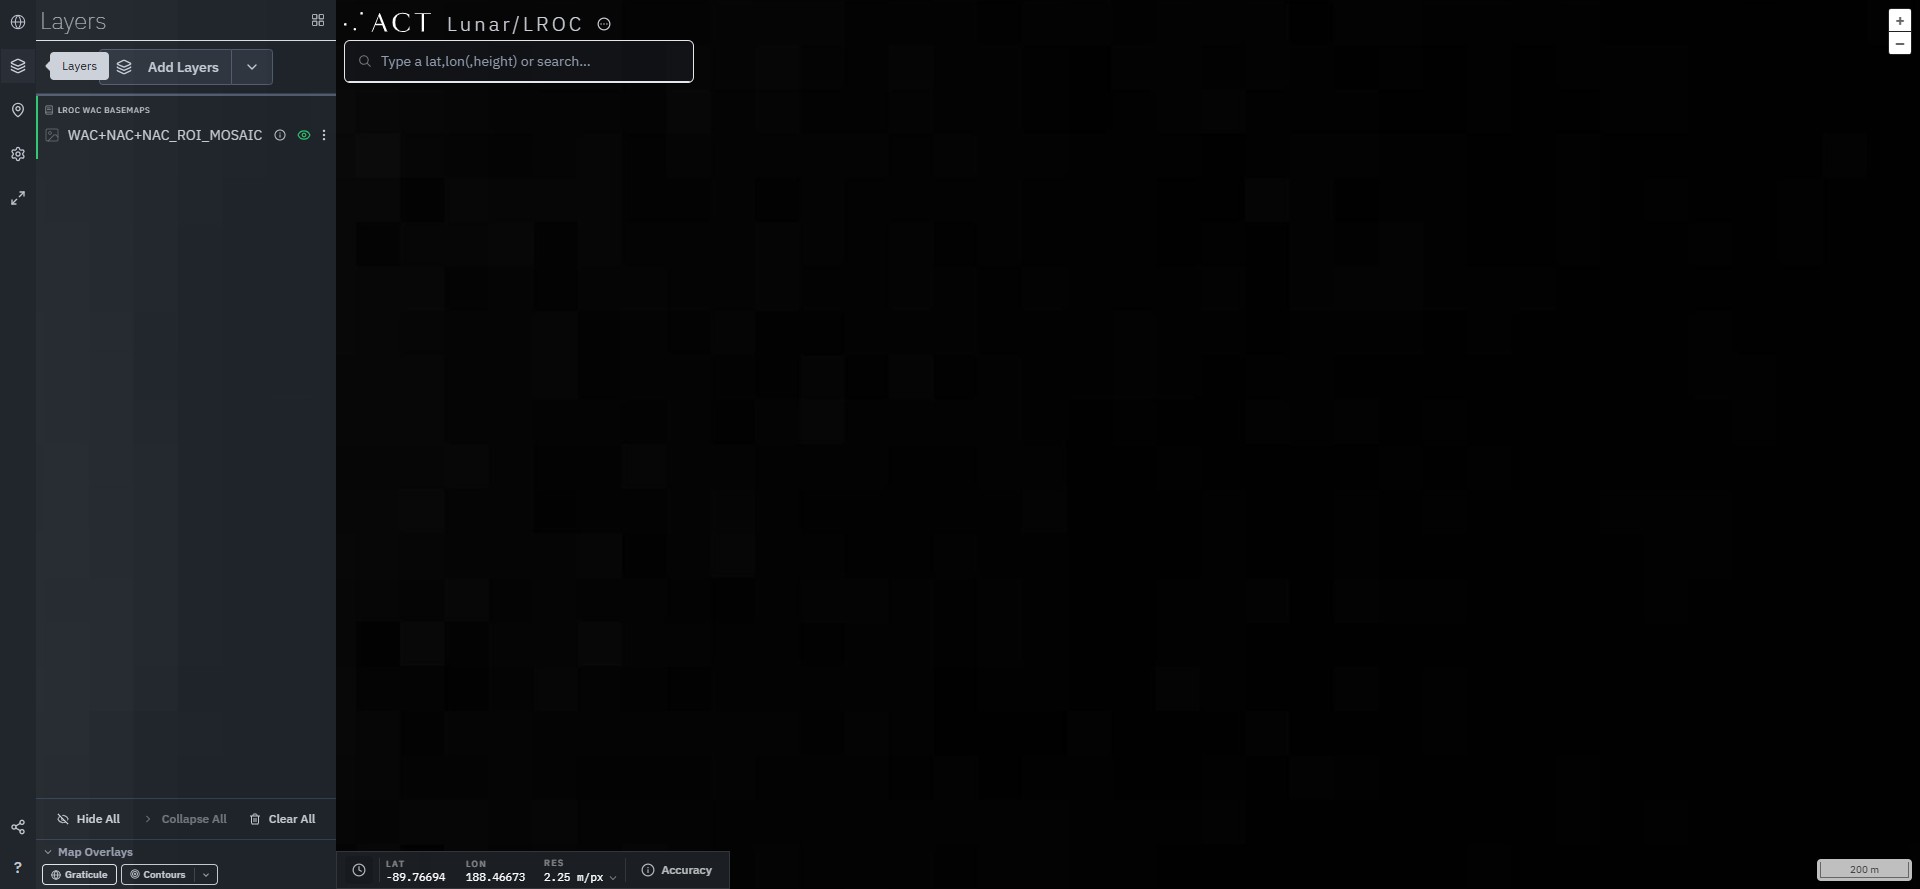 Layers
ACT Lunar/LROC
Type a lat,lon(,height) or search...
Layers
Add Layers
LROC WAC BASEMAPS
WAC+NAC+NAC_ROI_MOSAIC
Hide All
Collapse All
Clear All
Map Overlays
Graticule
Contours
?
LAT
-89.76694
LON
188.46673
RES
2.25 m/px
Accuracy
+
−
200 m